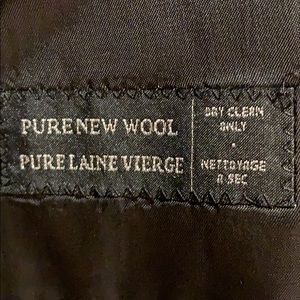 PURE NEW WOOL
PURE LAINE VIERGE
DRY CLEAN
ONLY
•
NETTOYAGE
A SEC